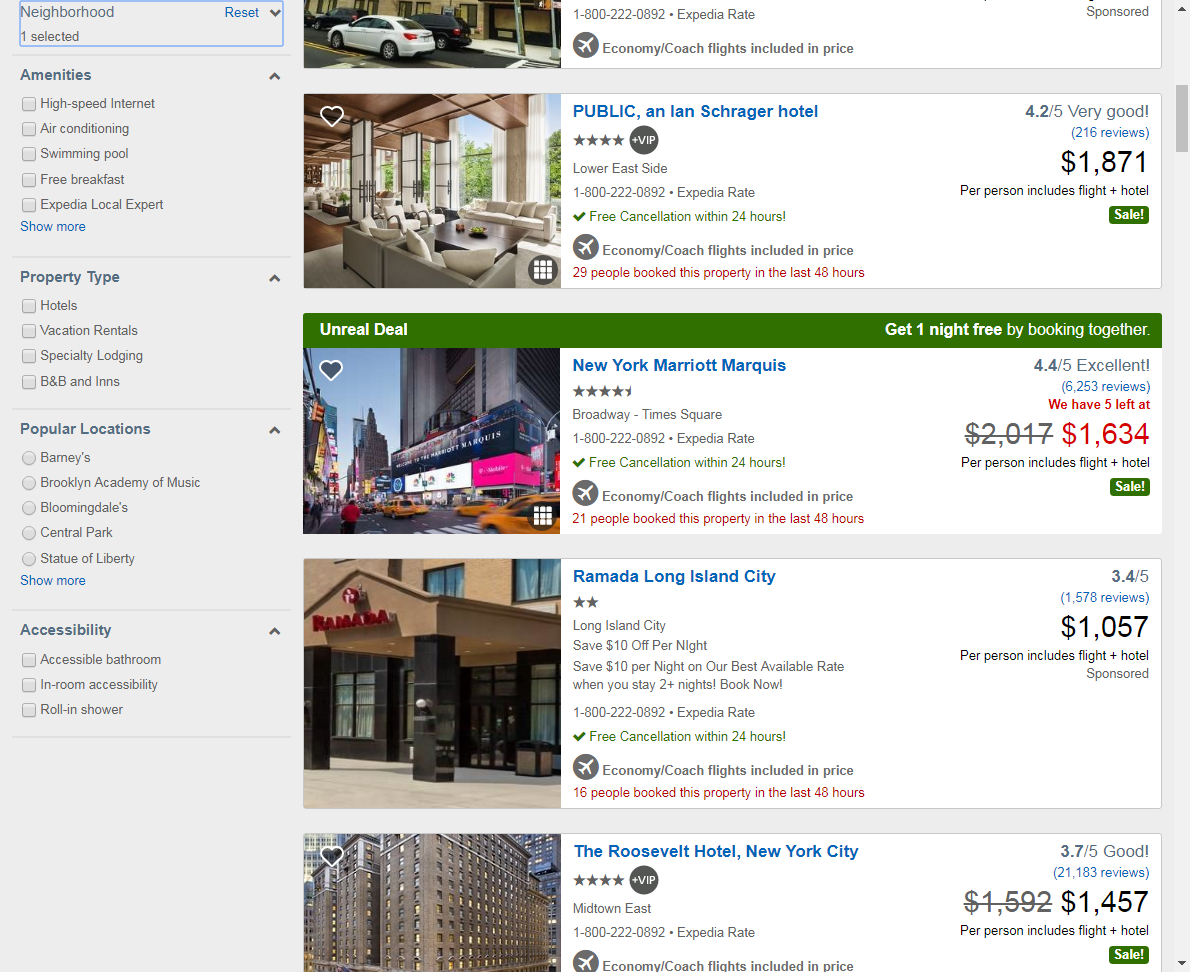 Neighborhood
Reset
1 selected
Amenities
High-speed Internet
Air conditioning
Swimming pool
Free breakfast
Expedia Local Expert
Show more
Property Type
Hotels
Vacation Rentals
Specialty Lodging
B&B and Inns
Popular Locations
Barney's
Brooklyn Academy of Music
Bloomingdale's
Central Park
Statue of Liberty
Show more
Accessibility
Accessible bathroom
In-room accessibility
Roll-in shower
1-800-222-0892 • Expedia Rate
Sponsored
Economy/Coach flights included in price
PUBLIC, an Ian Schrager hotel
+VIP
Lower East Side
1-800-222-0892 • Expedia Rate
Free Cancellation within 24 hours!
Economy/Coach flights included in price
29 people booked this property in the last 48 hours
4.2/5 Very good!
(216 reviews)
$1,871
Per person includes flight + hotel
Sale!
Unreal Deal
Get 1 night free by booking together.
WELCOME TO THE MARRIOTT MARQUIS
T-Mobile
New York Marriott Marquis
Broadway - Times Square
1-800-222-0892 • Expedia Rate
Free Cancellation within 24 hours!
Economy/Coach flights included in price
21 people booked this property in the last 48 hours
4.4/5 Excellent!
(6,253 reviews)
We have 5 left at
$2,017 $1,634
Per person includes flight + hotel
Sale!
RAMADA
Ramada Long Island City
Long Island City
Save $10 Off Per NIght
Save $10 per Night on Our Best Available Rate
when you stay 2+ nights! Book Now!
1-800-222-0892 • Expedia Rate
Free Cancellation within 24 hours!
Economy/Coach flights included in price
16 people booked this property in the last 48 hours
3.4/5
(1,578 reviews)
$1,057
Per person includes flight + hotel
Sponsored
The Roosevelt Hotel, New York City
+VIP
Midtown East
1-800-222-0892 • Expedia Rate
Economy/Coach flights included in price
3.7/5 Good!
(21,183 reviews)
$1,592 $1,457
Per person includes flight + hotel
Sale!